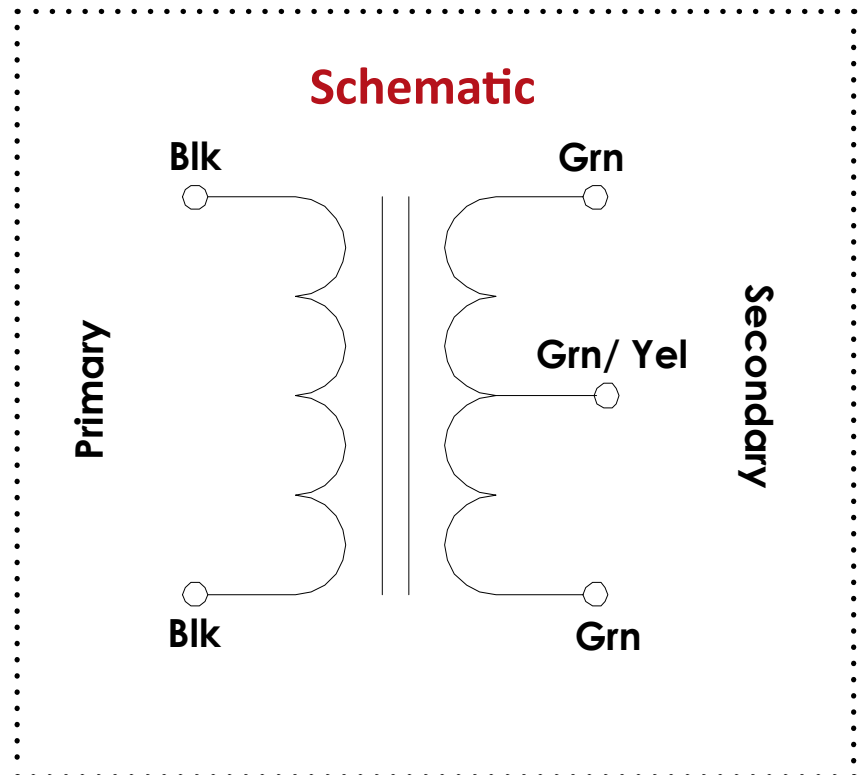 Schematic
Blk
Grn
Primary
Grn/ Yel
Secondary
Blk
Grn